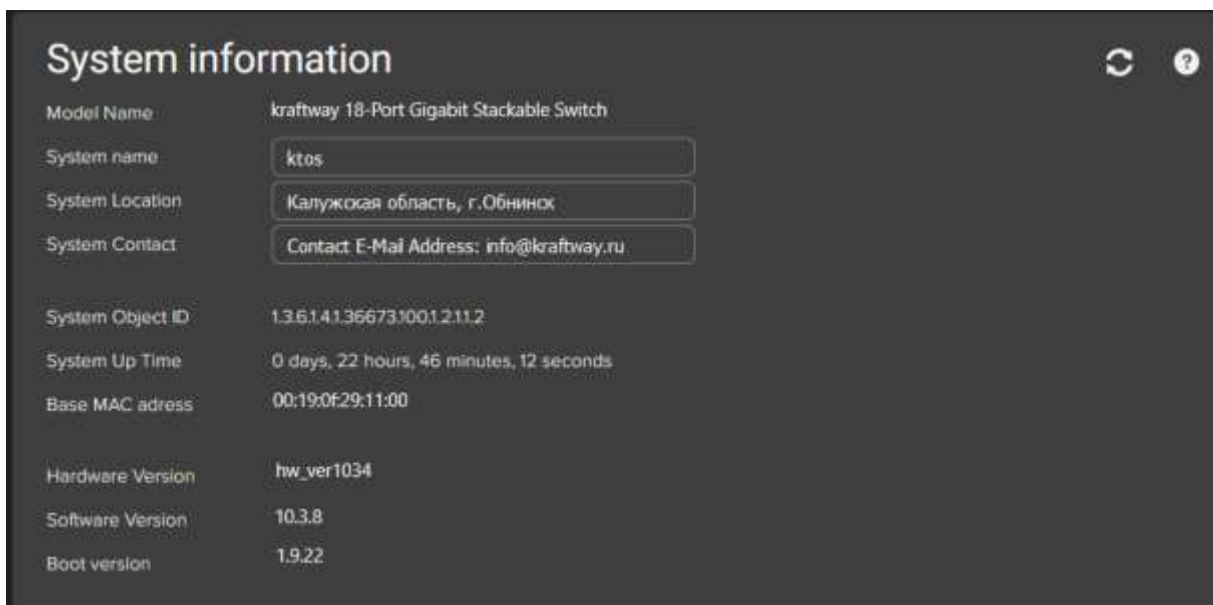 System information
Model Name kraftway 18-Port Gigabit Stackable Switch
System name ktos
System Location Калужская область, г.Обнинск
System Contact Contact E-Mail Address: info@kraftway.ru
System Object ID 1.3.6.1.4.1.36673.100.1.2.11.2
System Up Time 0 days, 22 hours, 46 minutes, 12 seconds
Base MAC adress 00:19:0f:29:11:00
Hardware Version hw_ver1034
Software Version 10.3.8
Boot version 1.9.22